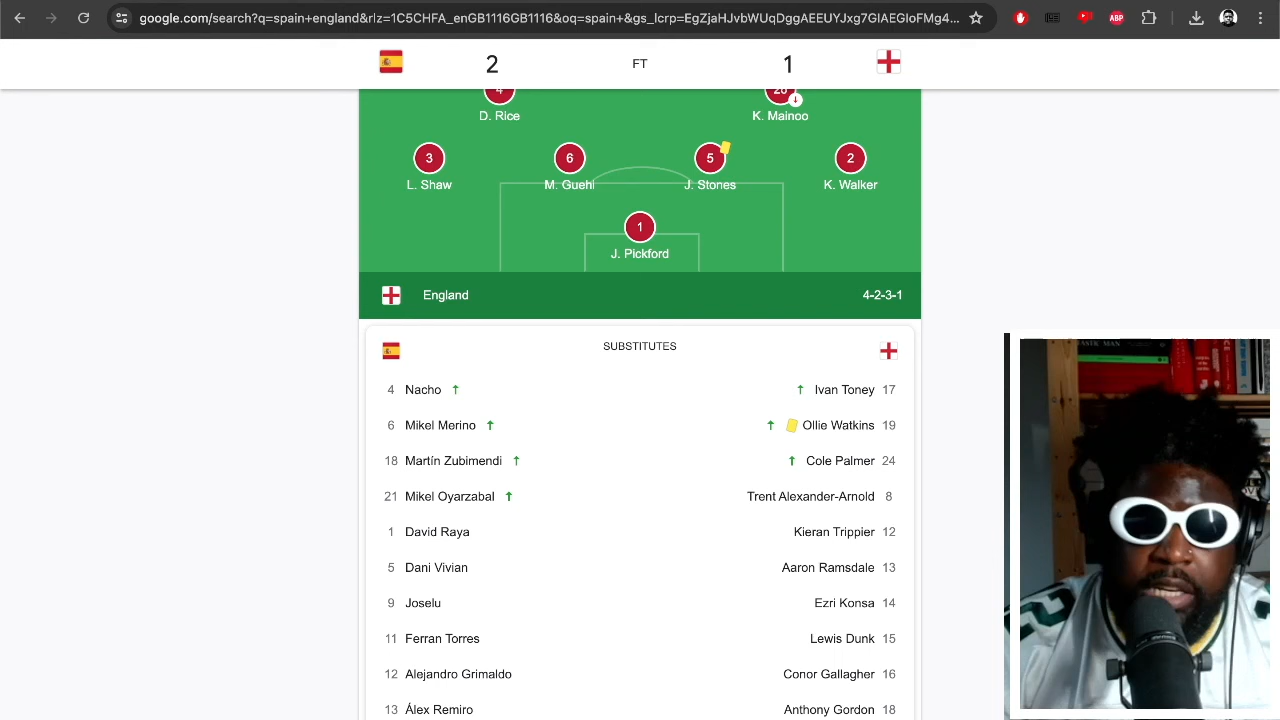 google.com/search?q=spain+england&rlz=1C5CHFA_enGB1116GB1116&oq=spain+&gs_lcrp=EgZjaHJvbWUqDggAEEUYJxg7GIAEGIoFMg4...
ABP
2 FT 1
4 26
D. Rice K. Mainoo
3 6 5 2
L. Shaw M. Guehi J. Stones K. Walker
1
J. Pickford
England 4-2-3-1
SUBSTITUTES
4 Nacho Ivan Toney 17
6 Mikel Merino Ollie Watkins 19
18 Martín Zubimendi Cole Palmer 24
21 Mikel Oyarzabal Trent Alexander-Arnold 8
1 David Raya Kieran Trippier 12
5 Dani Vivian Aaron Ramsdale 13
9 Joselu Ezri Konsa 14
11 Ferran Torres Lewis Dunk 15
12 Alejandro Grimaldo Conor Gallagher 16
13 Álex Remiro Anthony Gordon 18